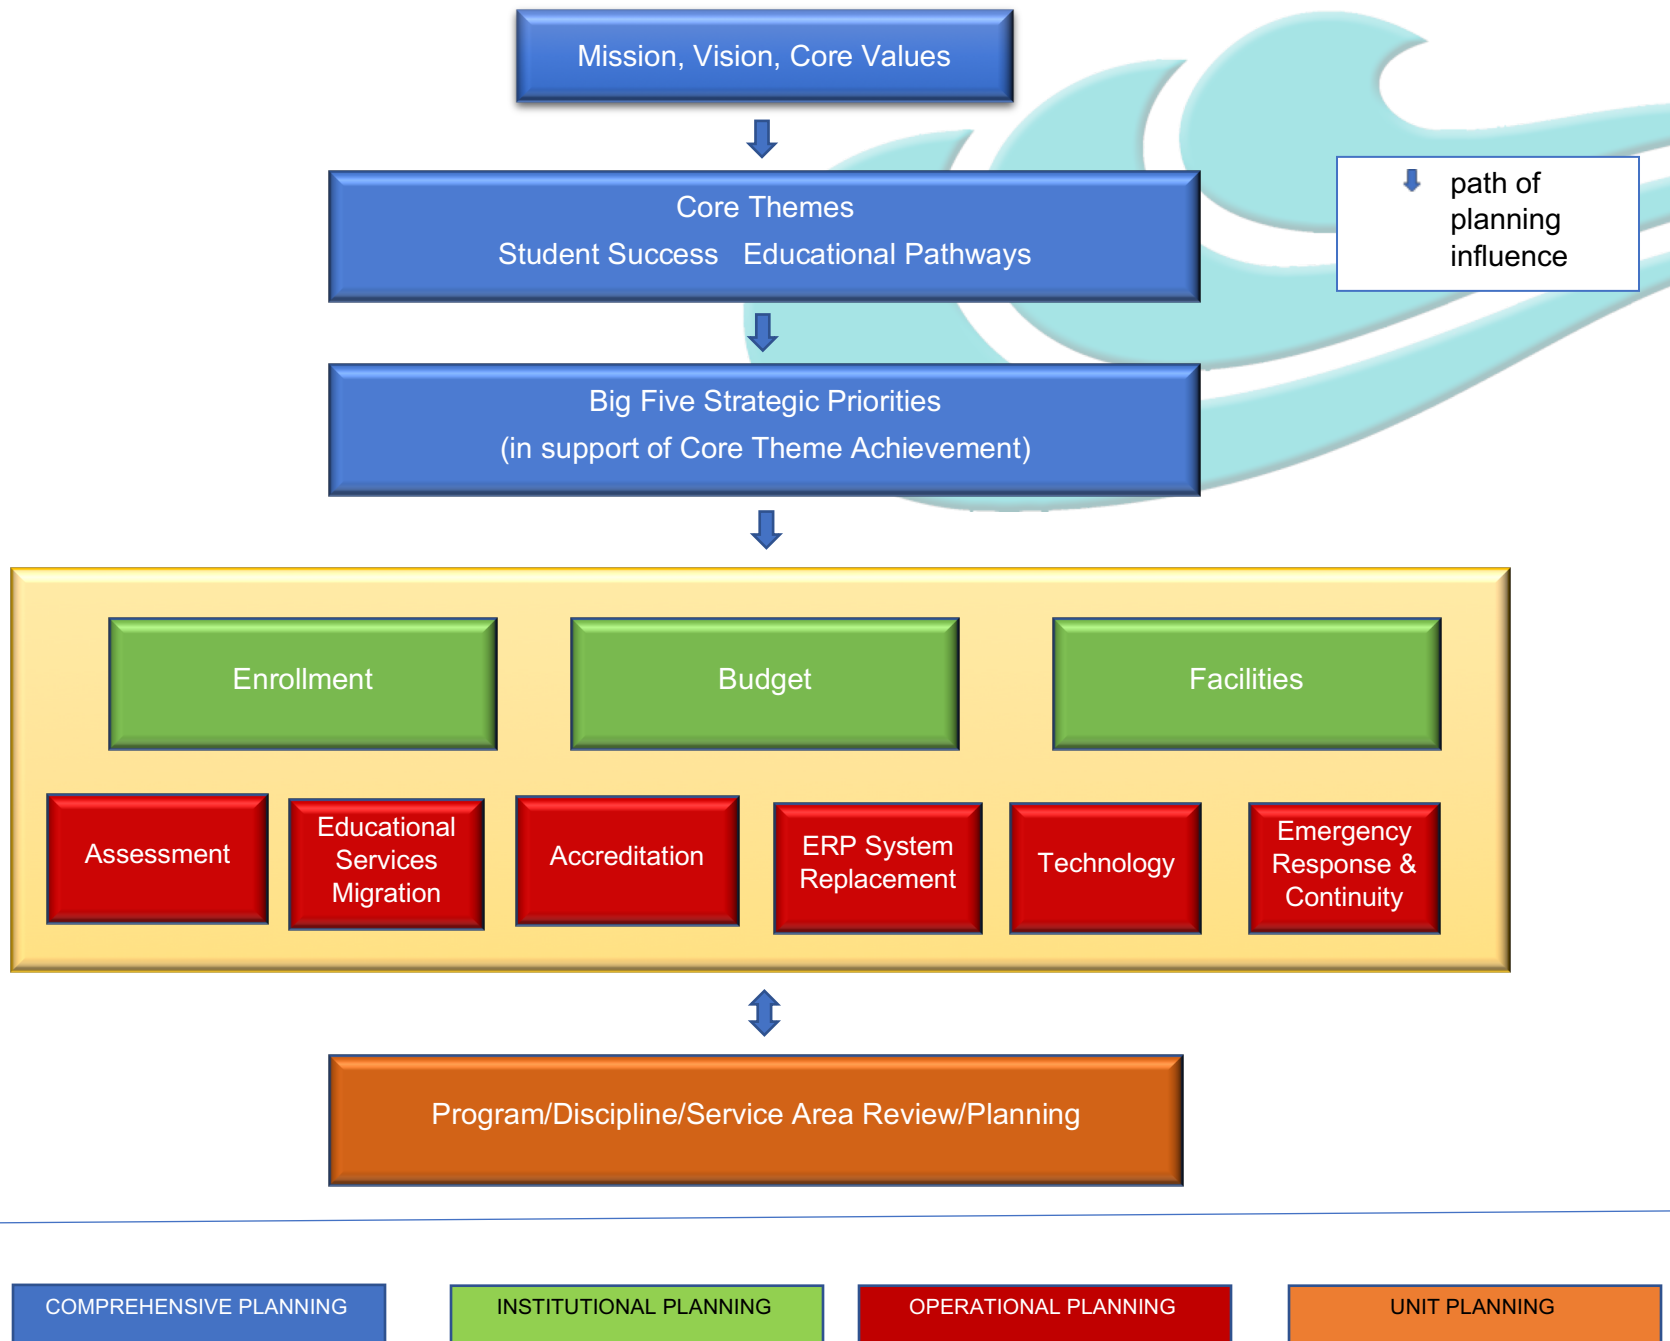 Mission, Vision, Core Values
Core Themes
Student Success   Educational Pathways
path of
planning
influence
Big Five Strategic Priorities
(in support of Core Theme Achievement)
Enrollment
Budget
Facilities
Assessment
Educational
Services
Migration
Accreditation
ERP System
Replacement
Technology
Emergency
Response &
Continuity
Program/Discipline/Service Area Review/Planning
COMPREHENSIVE PLANNING
INSTITUTIONAL PLANNING
OPERATIONAL PLANNING
UNIT PLANNING